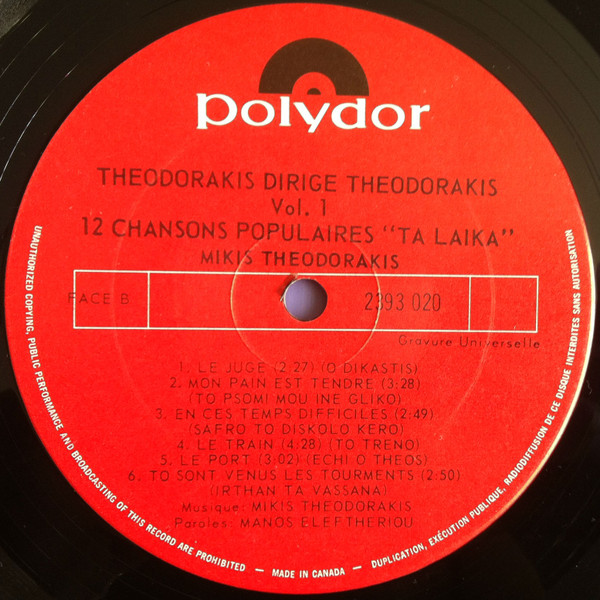 polydor
THEODORAKIS DIRIGE THEODORAKIS
Vol. 1
12 CHANSONS POPULAIRES "TA LAIKA"
MIKIS THEODORAKIS
FACE B 2393 020
Gravure Universelle
1. LE JUGE (2:27) (O DIKASTIS)
2. MON PAIN EST TENDRE (3:28)
(TO PSOMI MOU INE GLIKO)
3. EN CES TEMPS DIFFICILES (2:49)
(SAFRO TO DISKOLO KERO)
4. LE TRAIN (4:28) (TO TRENO)
5. LE PORT (3:02) (ECHI O THEOS)
6. TO SONT VENUS LES TOURMENTS (2:50)
(IRTHAN TA VASSANA)
Musique: MIKIS THEODORAKIS
Paroles: MANOS ELEFTHERIOU
UNAUTHORIZED COPYING, PUBLIC PERFORMANCE AND BROADCASTING OF THIS RECORD ARE PROHIBITED – MADE IN CANADA – DUPLICATION, EXÉCUTION PUBLIQUE, RADIODIFFUSION DE CE DISQUE INTERDITES SANS AUTORISATION